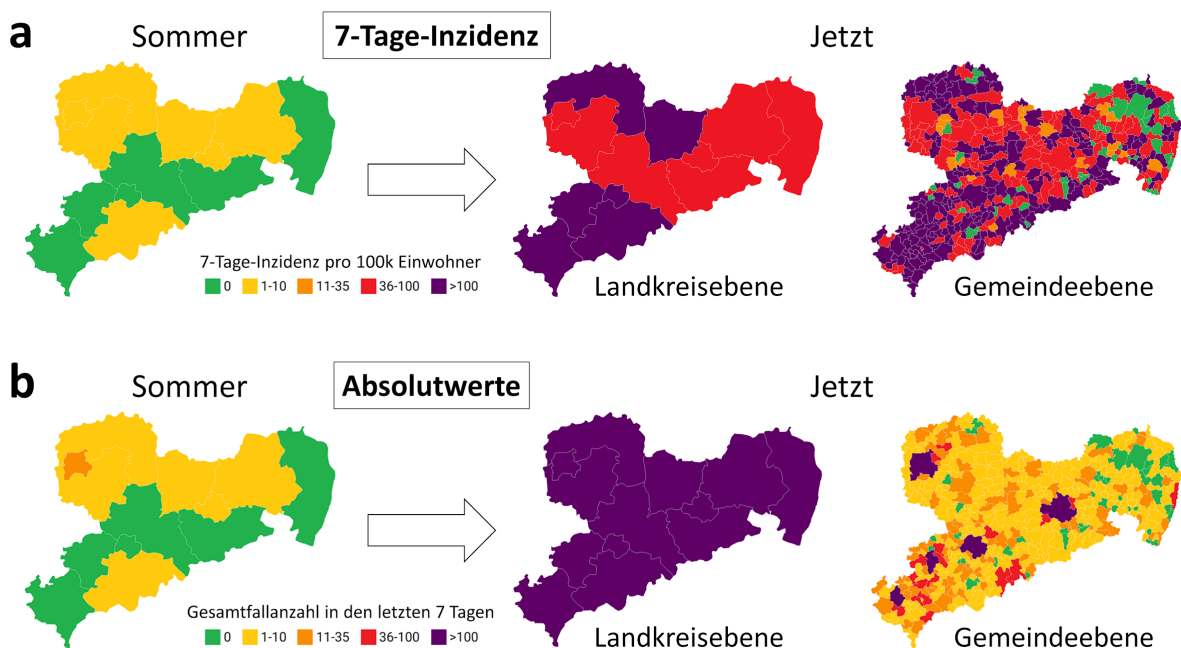 a
Sommer
7-Tage-Inzidenz
Jetzt
7-Tage-Inzidenz pro 100k Einwohner
0 1-10 11-35 36-100 >100
Landkreisebene
Gemeindeebene
b
Sommer
Absolutwerte
Jetzt
Gesamtfallanzahl in den letzten 7 Tagen
0 1-10 11-35 36-100 >100
Landkreisebene
Gemeindeebene